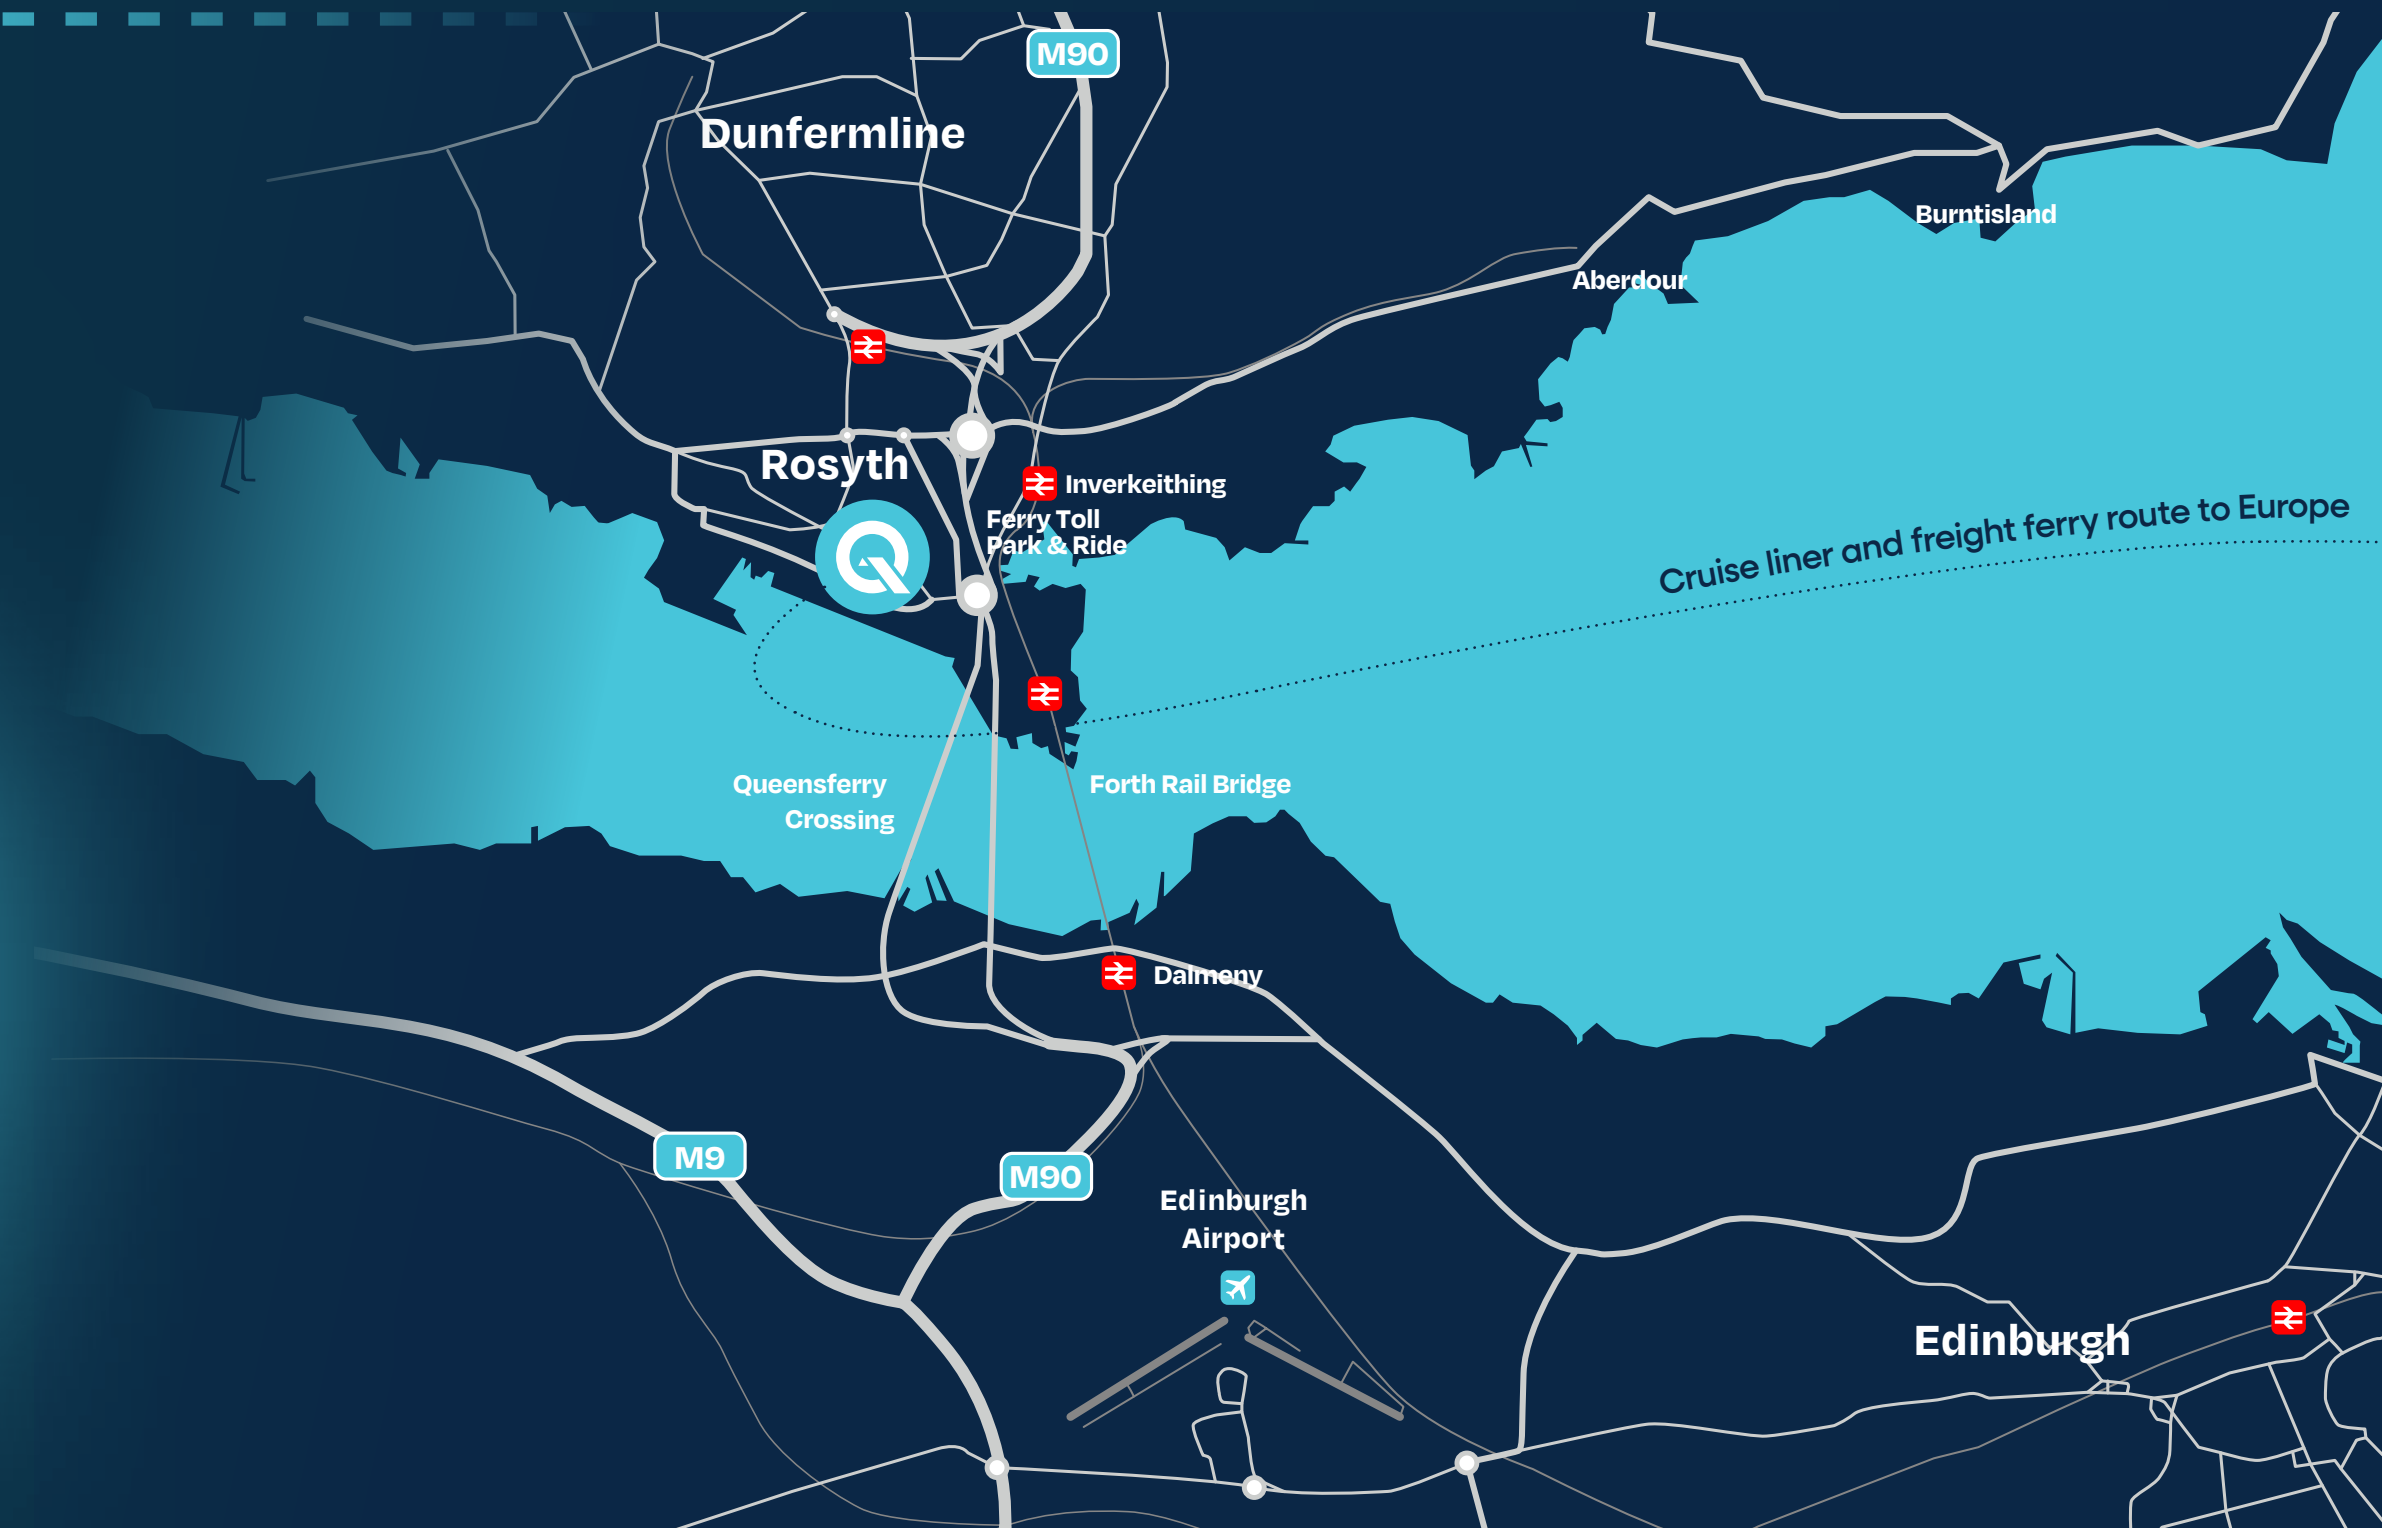 M90
Dunfermline
Burntisland
Aberdour
Rosyth
Inverkeithing
Ferry Toll
Park & Ride
Cruise liner and freight ferry route to Europe
Queensferry
Crossing
Forth Rail Bridge
Dalmeny
M9
M90
Edinburgh
Airport
Edinburgh